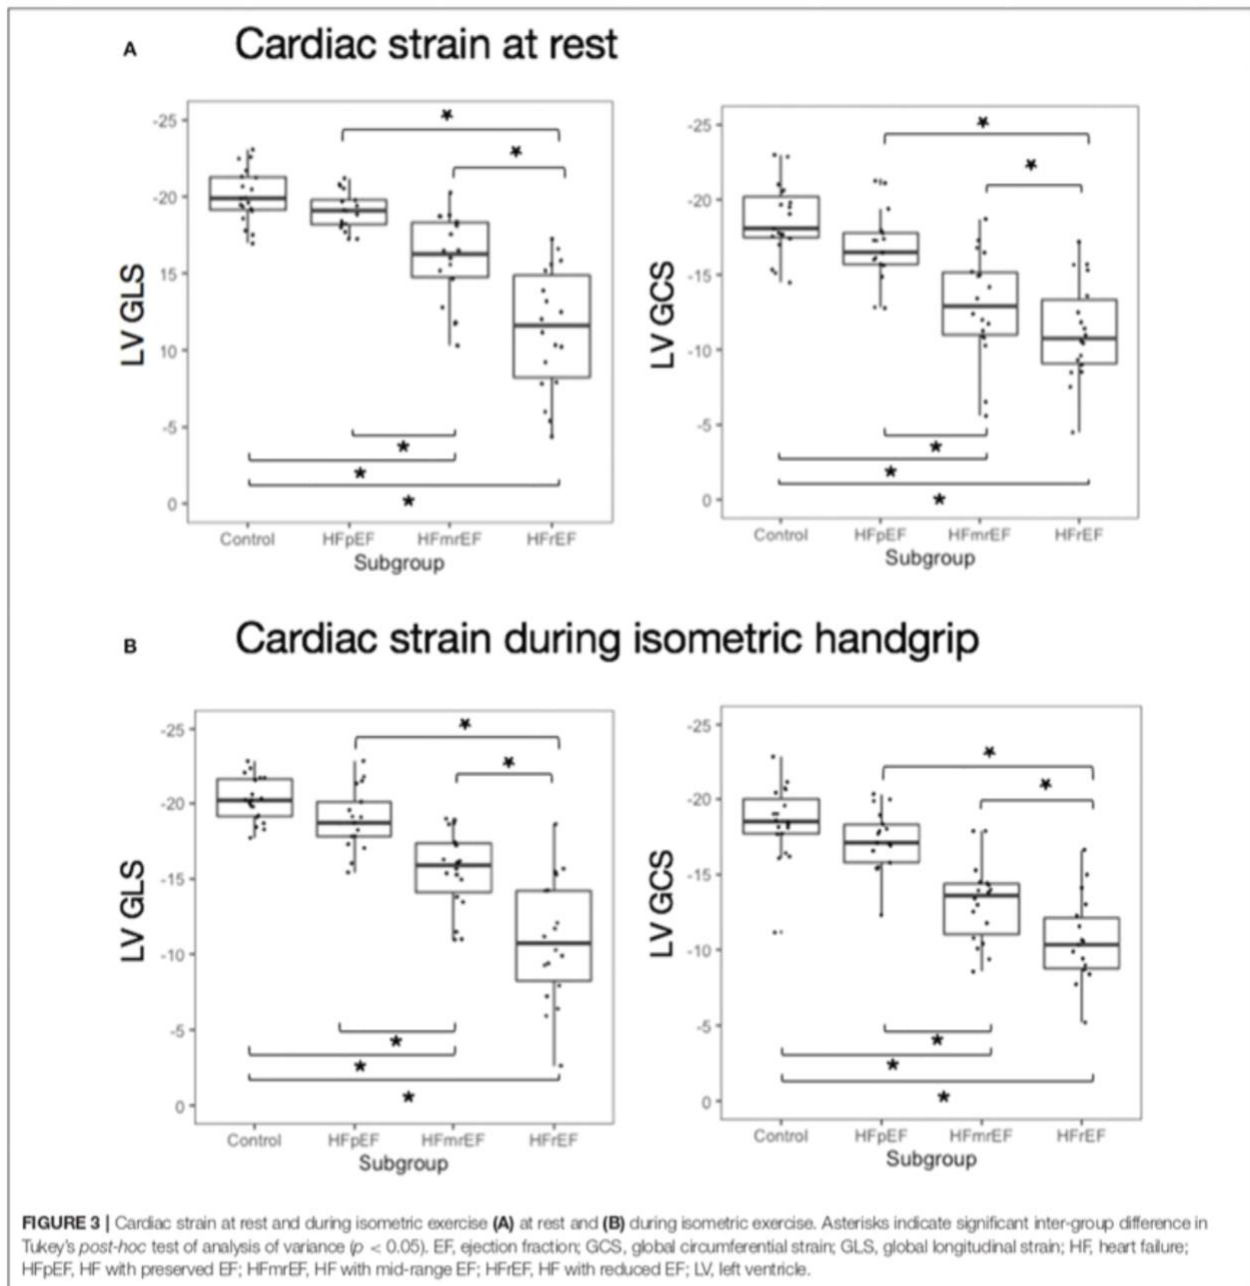 A Cardiac strain at rest
LV GLS
-25
-20
15
10
-5
0
*
*
*
*
*
Control HFpEF HFmrEF HFrEF
Subgroup
LV GCS
-25
-20
-15
-10
-5
0
*
*
*
*
*
Control HFpEF HFmrEF HFrEF
Subgroup
B Cardiac strain during isometric handgrip
LV GLS
-25
-20
-15
-10
-5
0
*
*
*
*
*
Control HFpEF HFmrEF HFrEF
Subgroup
LV GCS
-25
-20
-15
-10
-5
0
*
*
*
*
*
Control HFpEF HFmrEF HFrEF
Subgroup
FIGURE 3 | Cardiac strain at rest and during isometric exercise (A) at rest and (B) during isometric exercise. Asterisks indicate significant inter-group difference in
Tukey's post-hoc test of analysis of variance (p < 0.05). EF, ejection fraction; GCS, global circumferential strain; GLS, global longitudinal strain; HF, heart failure;
HFpEF, HF with preserved EF; HFmrEF, HF with mid-range EF; HFrEF, HF with reduced EF; LV, left ventricle.